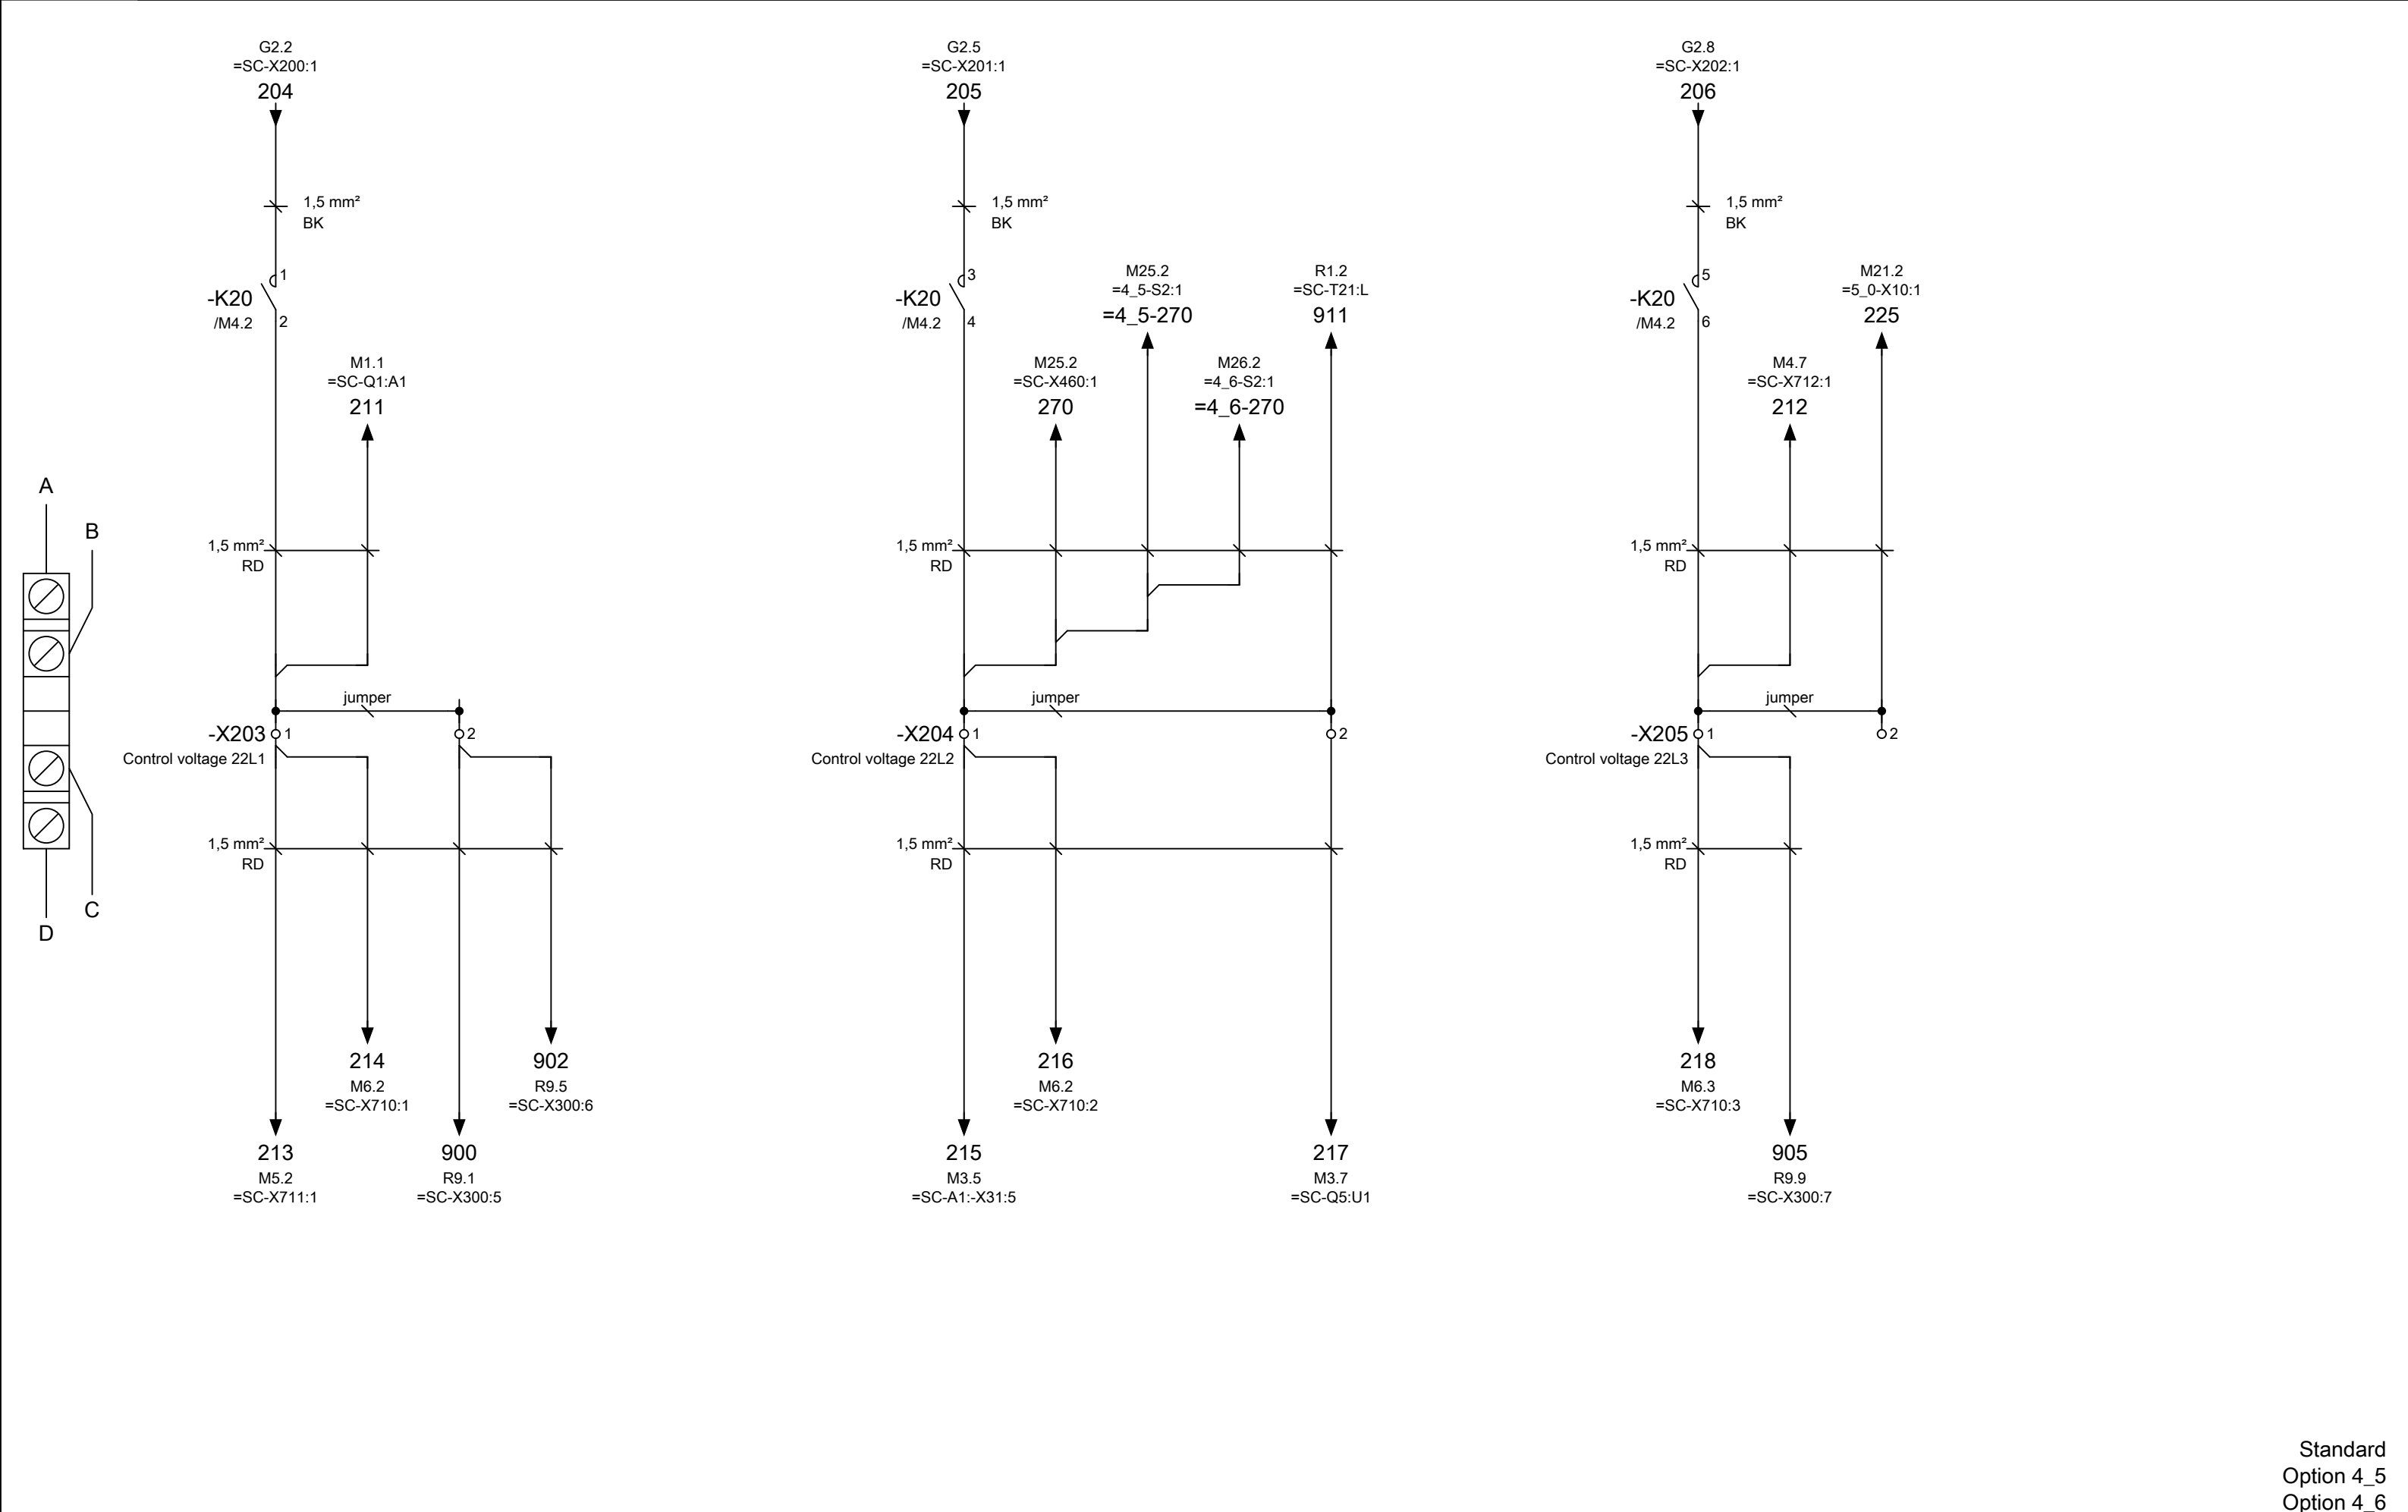 G2.2
=SC-X200:1
204
G2.5
=SC-X201:1
205
G2.8
=SC-X202:1
206
1,5 mm²
BK
1,5 mm²
BK
1,5 mm²
BK
1
-K20
/M4.2
2
3
-K20
/M4.2
4
5
-K20
/M4.2
6
M25.2
=4_5-S2:1
=4_5-270
R1.2
=SC-T21:L
911
M21.2
=5_0-X10:1
225
M1.1
=SC-Q1:A1
211
M25.2
=SC-X460:1
270
M26.2
=4_6-S2:1
=4_6-270
M4.7
=SC-X712:1
212
A
B
1,5 mm²
RD
1,5 mm²
RD
1,5 mm²
RD
jumper
jumper
jumper
-X203 1
2
Control voltage 22L1
-X204 1
2
Control voltage 22L2
-X205 1
2
Control voltage 22L3
1,5 mm²
RD
1,5 mm²
RD
1,5 mm²
RD
C
D
214
M6.2
=SC-X710:1
902
R9.5
=SC-X300:6
216
M6.2
=SC-X710:2
218
M6.3
=SC-X710:3
213
M5.2
=SC-X711:1
900
R9.1
=SC-X300:5
215
M3.5
=SC-A1:-X31:5
217
M3.7
=SC-Q5:U1
905
R9.9
=SC-X300:7
Standard
Option 4_5
Option 4_6